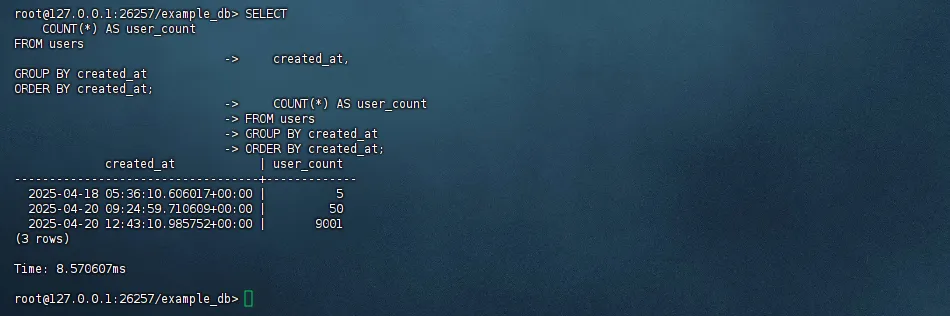 root@127.0.0.1:26257/example_db> SELECT
    COUNT(*) AS user_count
FROM users
                              ->     created_at,
GROUP BY created_at
ORDER BY created_at;
                              ->     COUNT(*) AS user_count
                              -> FROM users
                              -> GROUP BY created_at
                              -> ORDER BY created_at;
             created_at            | user_count
-----------------------------------+-------------
  2025-04-18 05:36:10.606017+00:00 |          5
  2025-04-20 09:24:59.710609+00:00 |         50
  2025-04-20 12:43:10.985752+00:00 |       9001
(3 rows)

Time: 8.570607ms

root@127.0.0.1:26257/example_db>